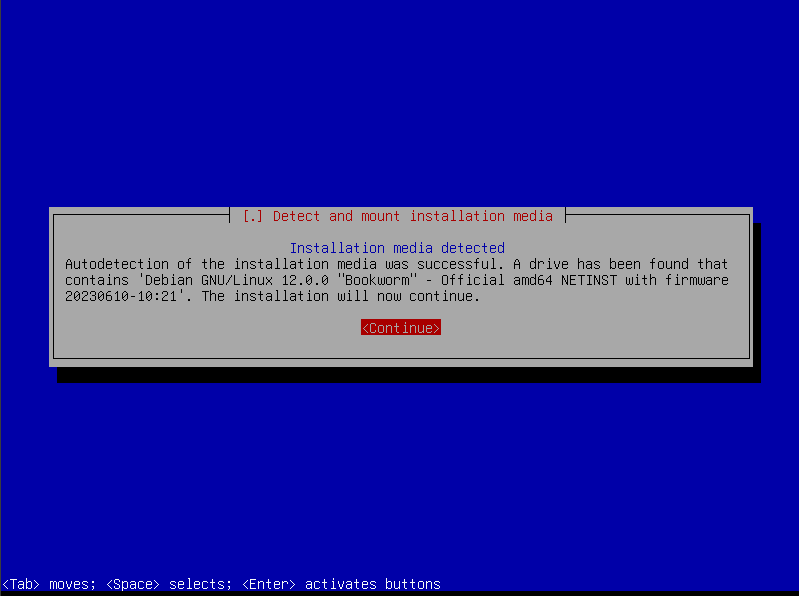 [.] Detect and mount installation media
Installation media detected
Autodetection of the installation media was successful. A drive has been found that
contains 'Debian GNU/Linux 12.0.0 "Bookworm" - Official amd64 NETINST with firmware
20230610-10:21'. The installation will now continue.
<Continue>
<Tab> moves; <Space> selects; <Enter> activates buttons